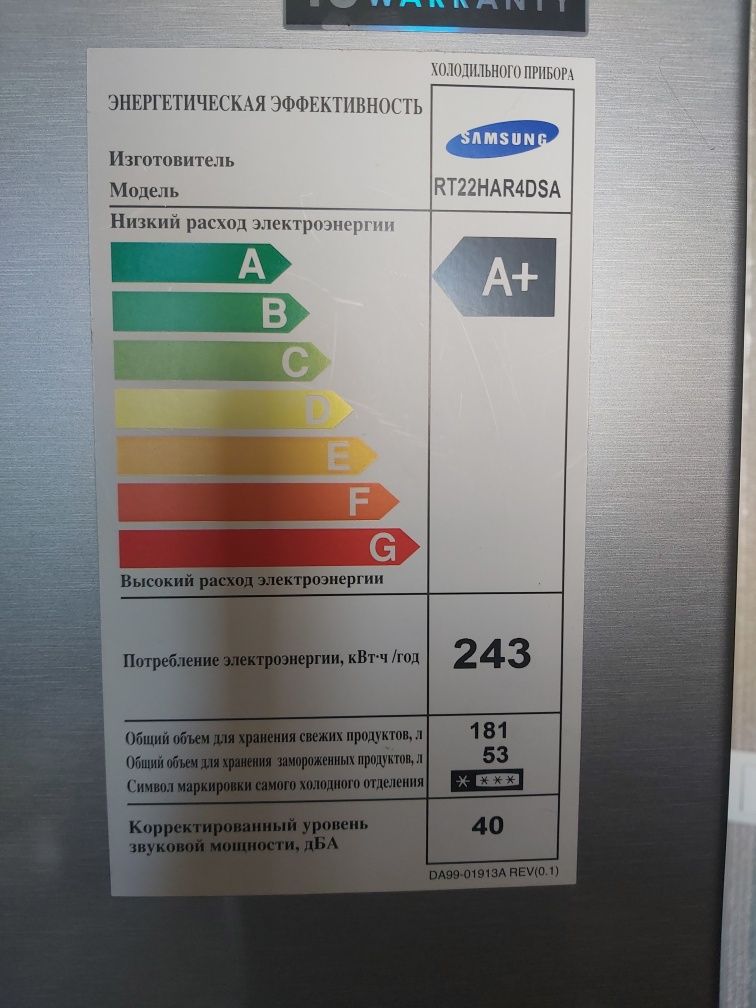 WARRANTY
ХОЛОДИЛЬНОГО ПРИБОРА
ЭНЕРГЕТИЧЕСКАЯ ЭФФЕКТИВНОСТЬ
SAMSUNG
Изготовитель
Модель RT22HAR4DSA
Низкий расход электроэнергии
A A+
B
C
D
E
F
G
Высокий расход электроэнергии
Потребление электроэнергии, кВт·ч /год 243
Общий объем для хранения свежих продуктов, л 181
Общий объем для хранения замороженных продуктов, л 53
Символ маркировки самого холодного отделения * ***
Корректированный уровень
звуковой мощности, дБА 40
DA99-01913A REV(0.1)